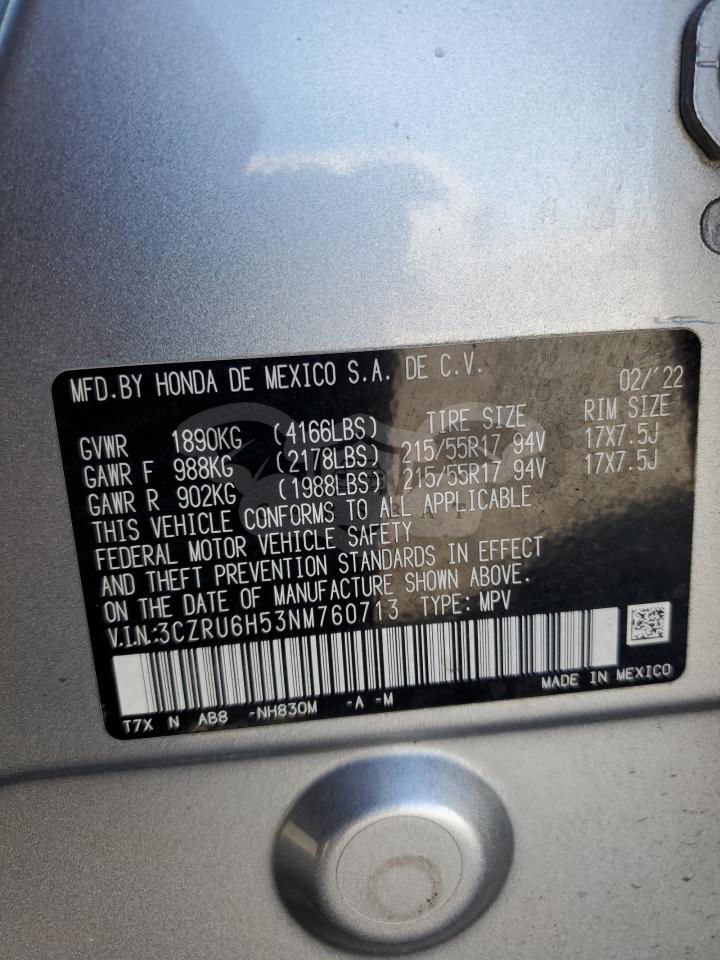 MFD.BY HONDA DE MEXICO S.A. DE C.V. 02/'22
GVWR 1890KG (4166LBS) TIRE SIZE RIM SIZE
GAWR F 988KG (2178LBS) 215/55R17 94V 17X7.5J
GAWR R 902KG (1988LBS) 215/55R17 94V 17X7.5J
THIS VEHICLE CONFORMS TO ALL APPLICABLE
FEDERAL MOTOR VEHICLE SAFETY
AND THEFT PREVENTION STANDARDS IN EFFECT
ON THE DATE OF MANUFACTURE SHOWN ABOVE.
V.I.N.:3CZRU6H53NM760713 TYPE:MPV
T7X N AB8 -NH830M -A -M MADE IN MEXICO